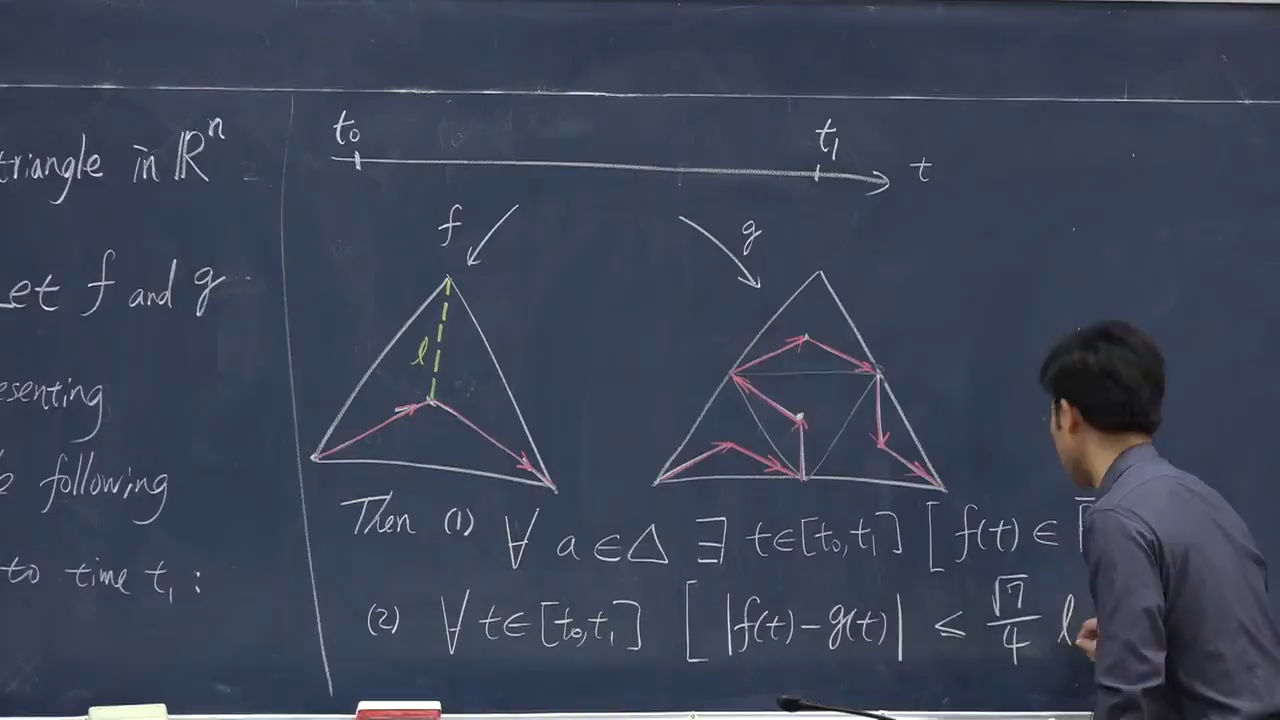 triangle in ℝⁿ
Let f and g
esenting
following
to time t₁ :
t₀ t₁ t
f g
ℓ
Then (1) ∀ a ∈ Δ ∃ t ∈ [t₀, t₁] [ f(t) ∈
(2) ∀ t ∈ [t₀, t₁] [ |f(t) − g(t)| ≤ √7/4 ℓ